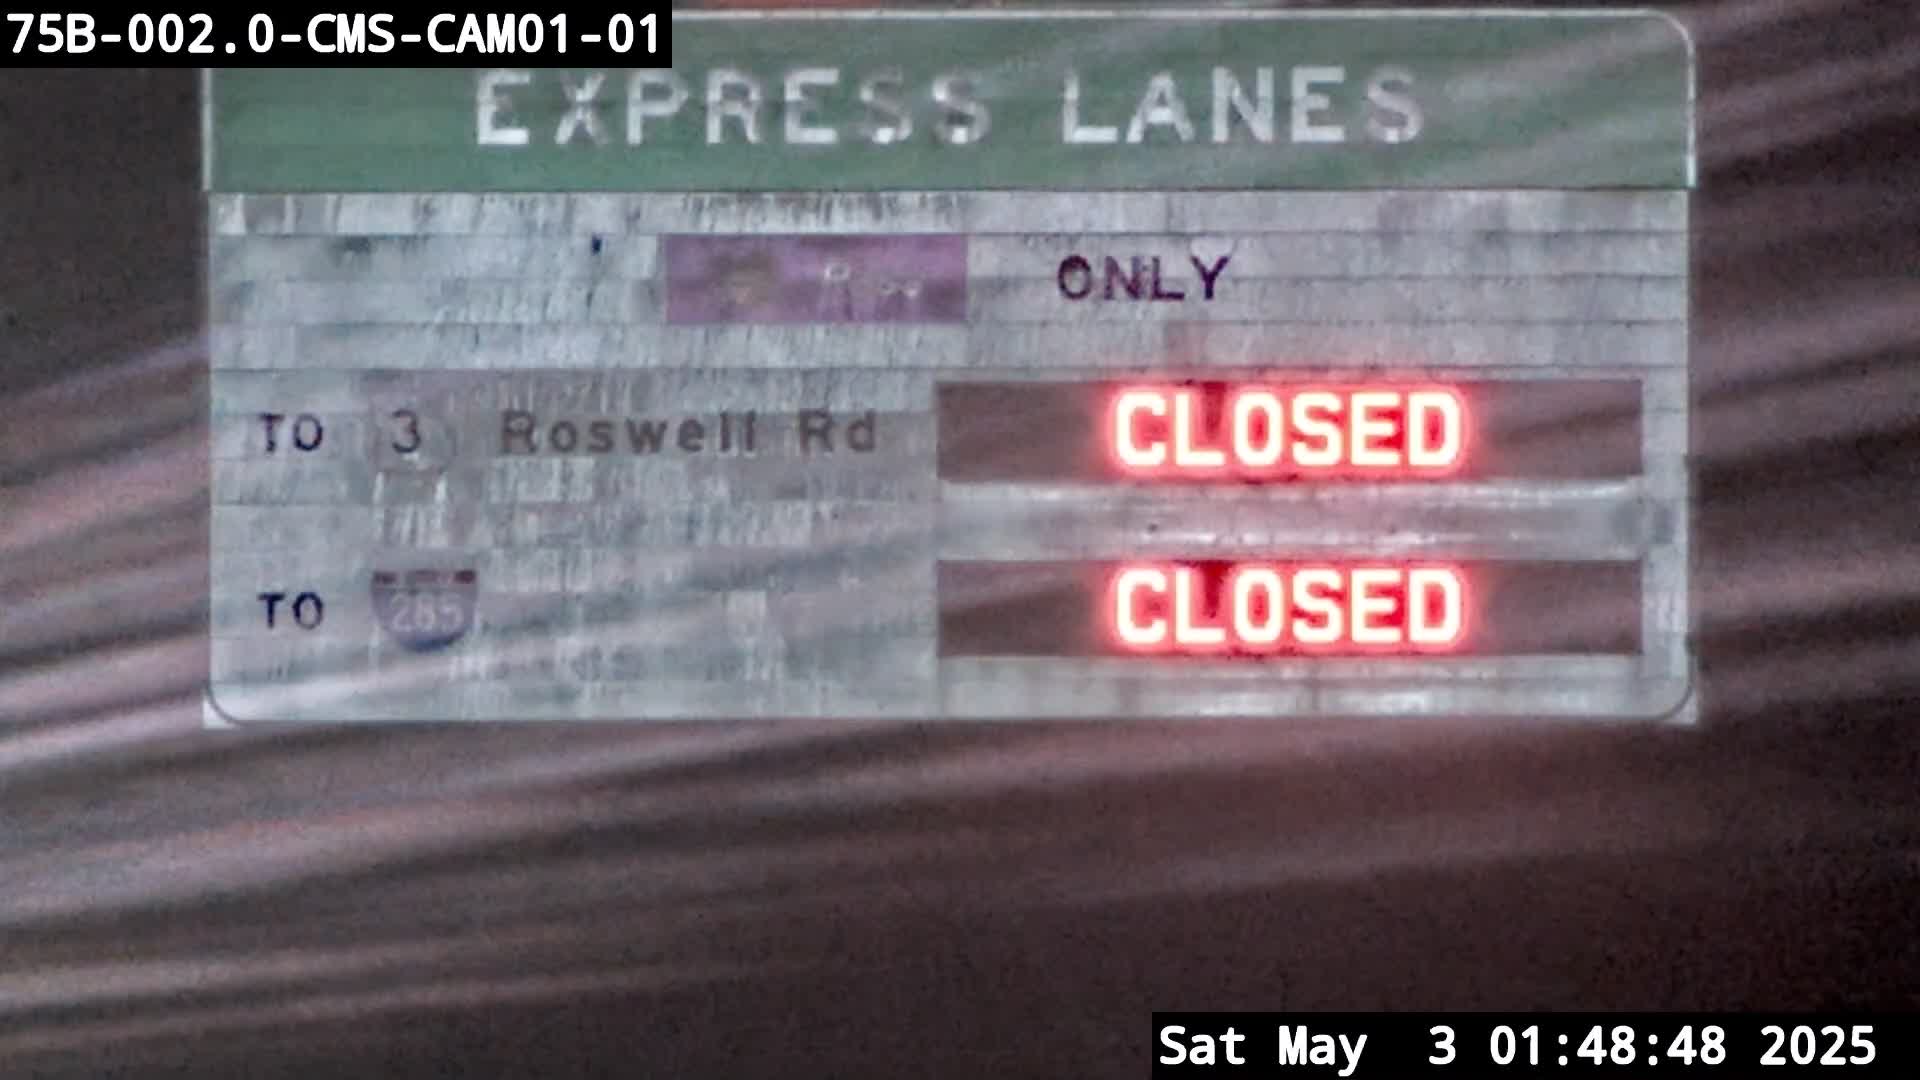 75B-002.0-CMS-CAM01-01
EXPRESS LANES
ONLY
TO 3 Roswell Rd CLOSED
TO 285 CLOSED
Sat May 3 01:48:48 2025